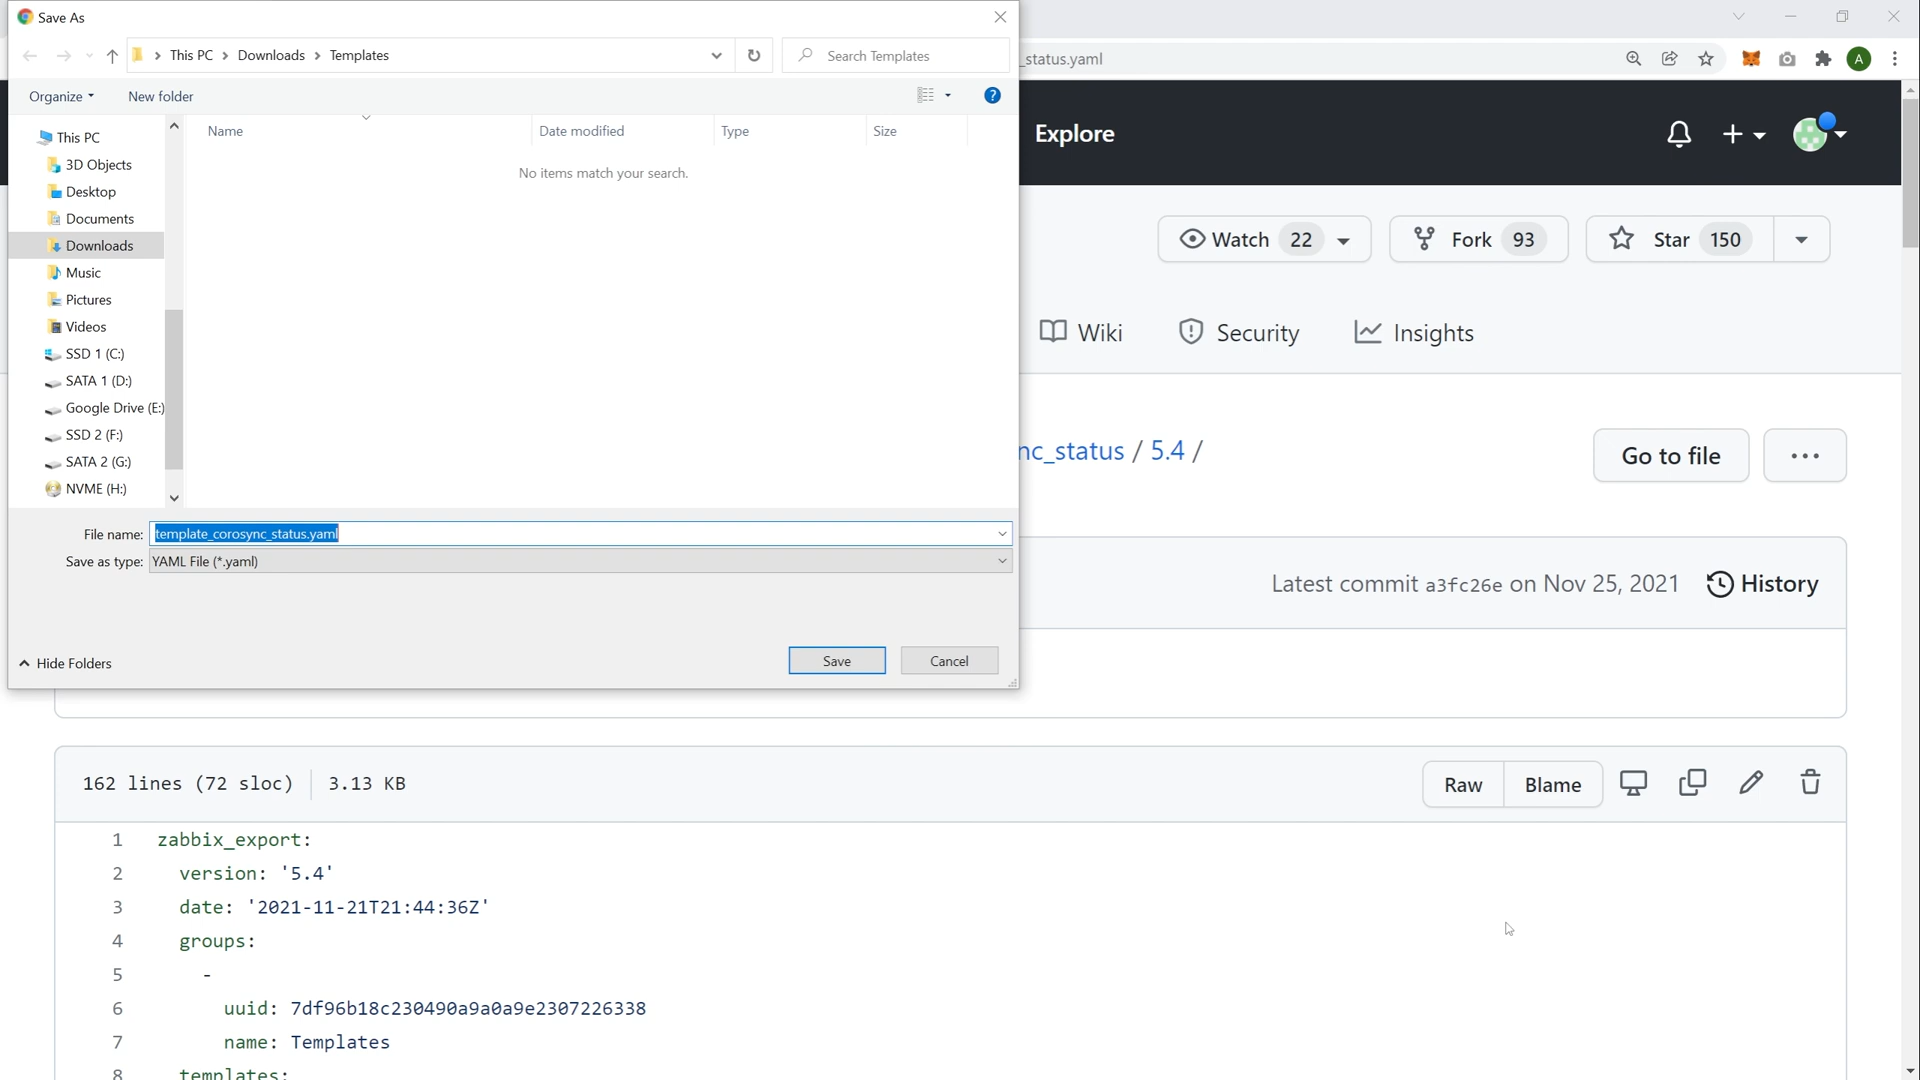 Save As
This PC > Downloads > Templates
Search Templates
_status.yaml
A
Organize
New folder
?
Name
Date modified
Type
Size
No items match your search.
This PC
3D Objects
Desktop
Documents
Downloads
Music
Pictures
Videos
SSD 1 (C:)
SATA 1 (D:)
Google Drive (E:)
SSD 2 (F:)
SATA 2 (G:)
NVME (H:)
File name: template_corosync_status.yaml
Save as type: YAML File (*.yaml)
Hide Folders
Save
Cancel
Explore
Watch 22
Fork 93
Star 150
Wiki
Security
Insights
nc_status / 5.4 /
Go to file
Latest commit a3fc26e on Nov 25, 2021
History
162 lines (72 sloc)
3.13 KB
Raw
Blame
1 zabbix_export:
2 version: '5.4'
3 date: '2021-11-21T21:44:36Z'
4 groups:
5 -
6 uuid: 7df96b18c230490a9a0a9e2307226338
7 name: Templates
8 templates: